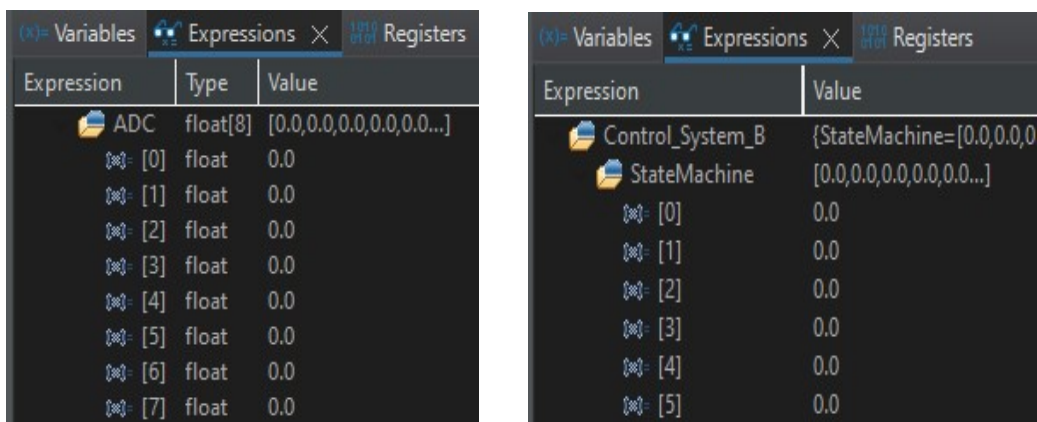 (x)= Variables Expressions Registers
Expression Type Value
ADC float[8] [0.0,0.0,0.0,0.0,0.0...]
(x)= [0] float 0.0
(x)= [1] float 0.0
(x)= [2] float 0.0
(x)= [3] float 0.0
(x)= [4] float 0.0
(x)= [5] float 0.0
(x)= [6] float 0.0
(x)= [7] float 0.0
(x)= Variables Expressions Registers
Expression Value
Control_System_B {StateMachine=[0.0,0.0,0
StateMachine [0.0,0.0,0.0,0.0,0.0...]
(x)= [0] 0.0
(x)= [1] 0.0
(x)= [2] 0.0
(x)= [3] 0.0
(x)= [4] 0.0
(x)= [5] 0.0